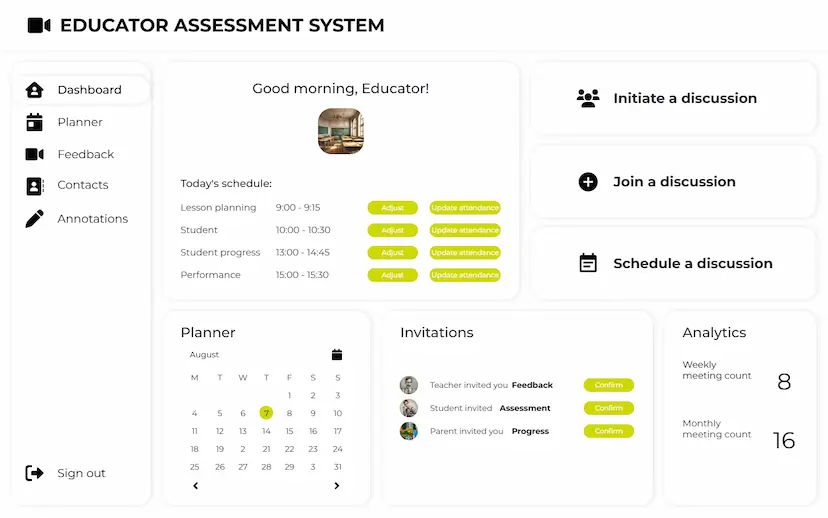 EDUCATOR ASSESSMENT SYSTEM
Dashboard
Planner
Feedback
Contacts
Annotations
Sign out
Good morning, Educator!
Today's schedule:
Lesson planning 9:00 - 9:15 Adjust Update attendance
Student 10:00 - 10:30 Adjust Update attendance
Student progress 13:00 - 14:45 Adjust Update attendance
Performance 15:00 - 15:30 Adjust Update attendance
Initiate a discussion
Join a discussion
Schedule a discussion
Planner
August
M T W T F S S
1 2 3
4 5 6 7 8 9 10
11 12 13 14 15 16 17
18 19 2 21 22 23 24
25 26 27 28 29 3 31
Invitations
Teacher invited you Feedback Confirm
Student invited Assessment Confirm
Parent invited you Progress Confirm
Analytics
Weekly
meeting count
8
Monthly
meeting count
16